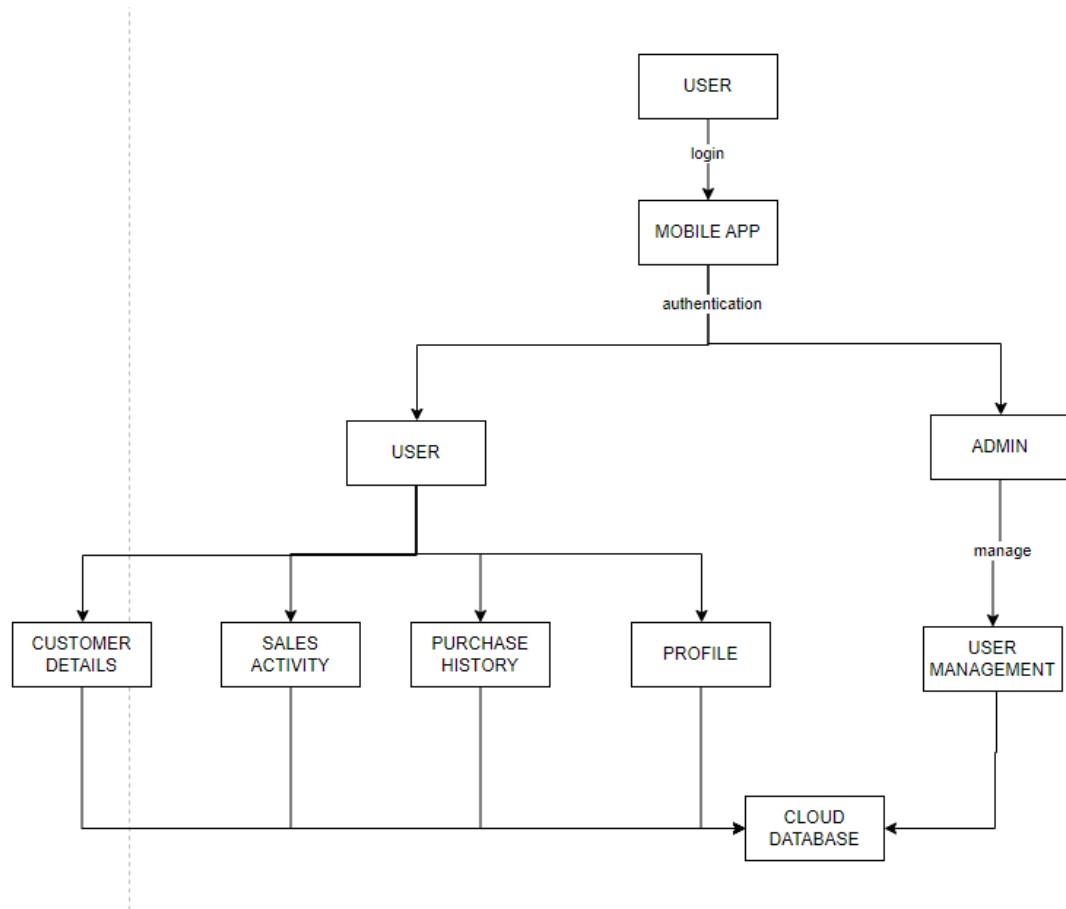 USER
login
MOBILE APP
authentication
USER
ADMIN
manage
CUSTOMER
DETAILS
SALES
ACTIVITY
PURCHASE
HISTORY
PROFILE
USER
MANAGEMENT
CLOUD
DATABASE